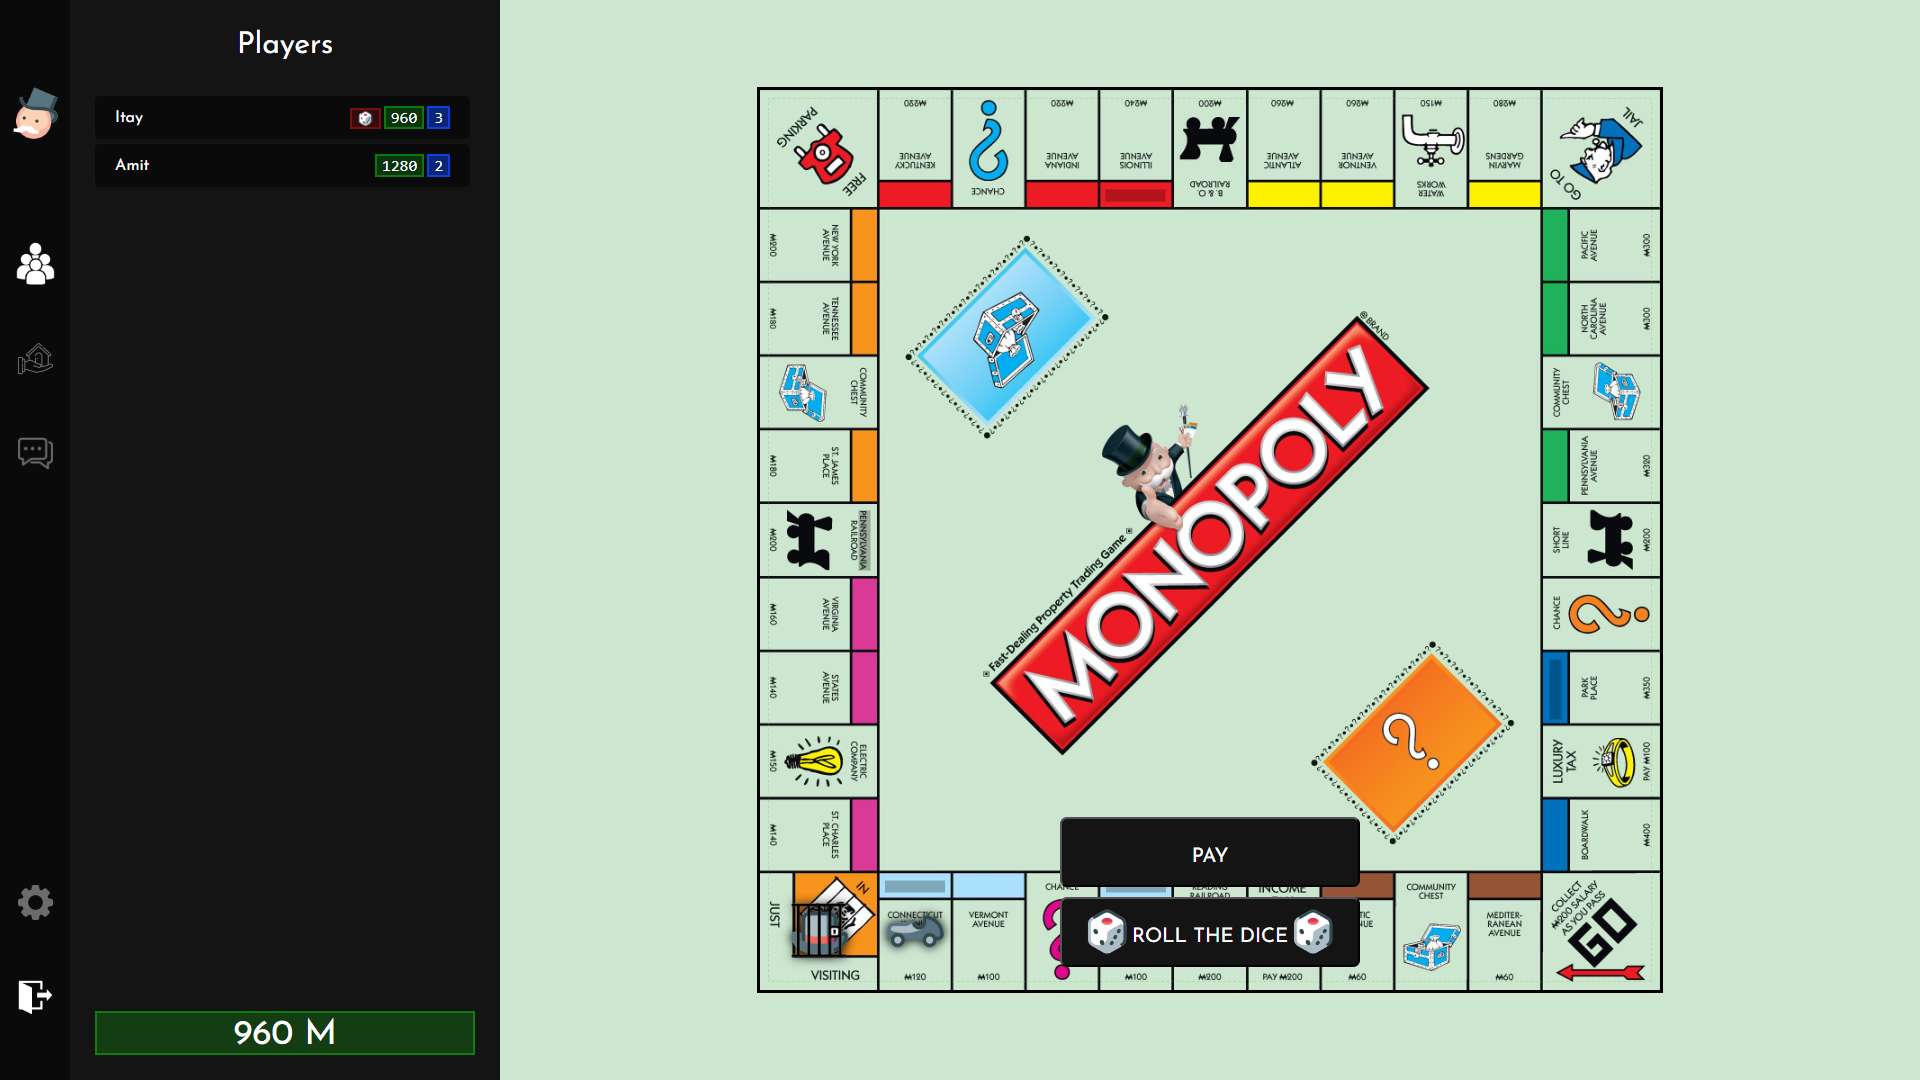 Players
Itay
960
3
Amit
1280
2
960 M
FREE
PARKING
₩220
KENTUCKY
AVENUE
CHANCE
₩220
INDIANA
AVENUE
₩240
ILLINOIS
AVENUE
₩200
B. & O.
RAILROAD
₩260
ATLANTIC
AVENUE
₩260
VENTNOR
AVENUE
₩150
WATER
WORKS
₩280
MARVIN
GARDENS
GO TO
JAIL
NEW YORK
AVENUE
₩200
TENNESSEE
AVENUE
₩180
COMMUNITY
CHEST
ST. JAMES
PLACE
₩180
PENNSYLVANIA
RAILROAD
₩200
VIRGINIA
AVENUE
₩160
STATES
AVENUE
₩140
ELECTRIC
COMPANY
₩150
ST. CHARLES
PLACE
₩140
PACIFIC
AVENUE
₩300
NORTH
CAROLINA
AVENUE
₩300
COMMUNITY
CHEST
PENNSYLVANIA
AVENUE
₩320
SHORT
LINE
₩200
CHANCE
PARK
PLACE
₩350
LUXURY
TAX
PAY ₩100
BOARDWALK
₩400
@BRAND
MONOPOLY
Fast-Dealing Property Trading Game
?
PAY
ROLL THE DICE
JUST
VISITING
IN
CONNECTICUT
₩120
VERMONT
AVENUE
₩100
CHANCE
₩100
READING
RAILROAD
₩200
INCOME
PAY ₩200
TIC
NUE
₩60
COMMUNITY
CHEST
MEDITER-
RANEAN
AVENUE
₩60
COLLECT
₩200 SALARY
AS YOU PASS
GO